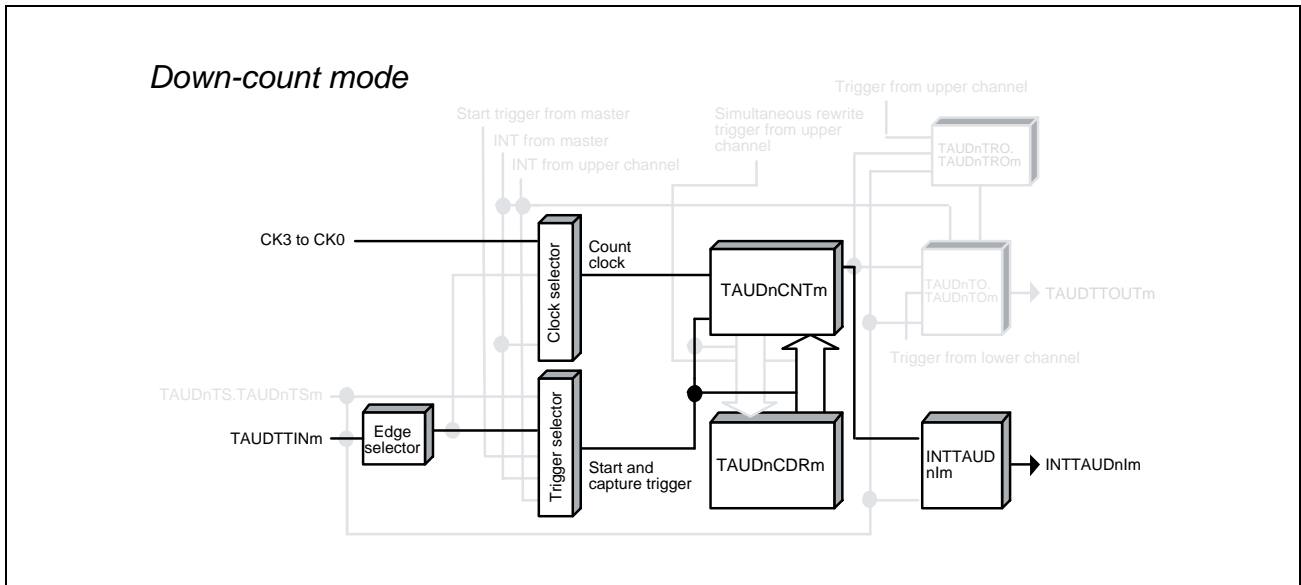 Down-count mode
Trigger from upper channel
Start trigger from master
Simultaneous rewrite
trigger from upper
channel
INT from master
INT from upper channel
TAUDnTRO.
TAUDnTROm
CK3 to CK0
Clock selector
Count
clock
TAUDnCNTm
TAUDnTO.
TAUDnTOm
TAUDTTOUTm
Trigger from lower channel
TAUDnTS.TAUDnTSm
TAUDTTINm
Edge
selector
Trigger selector
Start and
capture trigger
TAUDnCDRm
INTTAUD
nIm
INTTAUDnIm